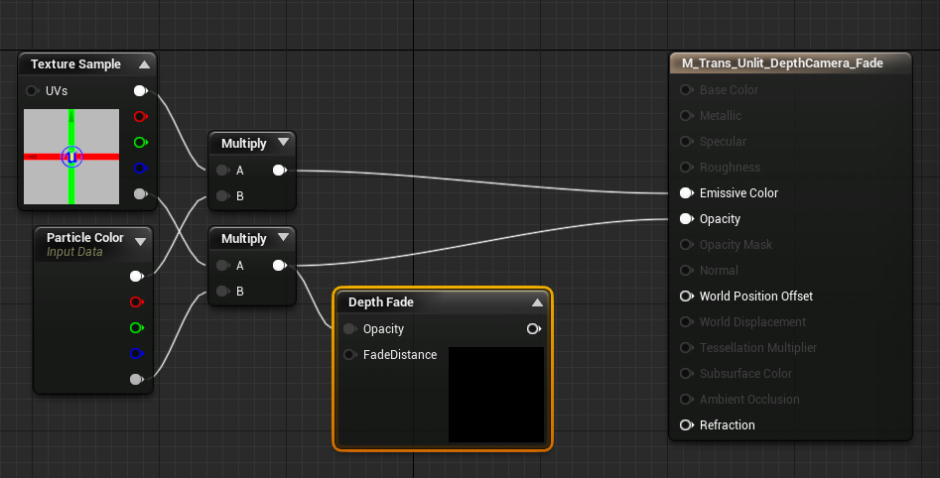 Texture Sample
UVs
u
Particle Color
Input Data
Multiply
A
B
Multiply
A
B
Depth Fade
Opacity
FadeDistance
M_Trans_Unlit_DepthCamera_Fade
Base Color
Metallic
Specular
Roughness
Emissive Color
Opacity
Opacity Mask
Normal
World Position Offset
World Displacement
Tessellation Multiplier
Subsurface Color
Ambient Occlusion
Refraction